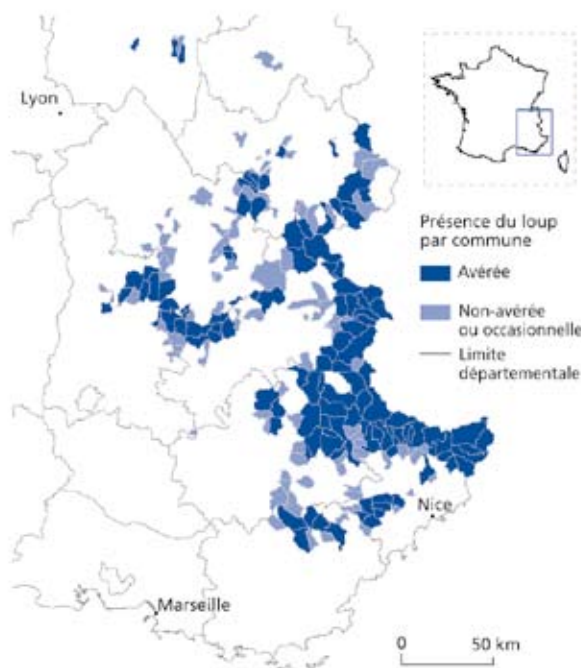 Lyon
Présence du loup
par commune
Avérée
Non-avérée
ou occasionnelle
Limite
départementale
Nice
Marseille
0 50 km